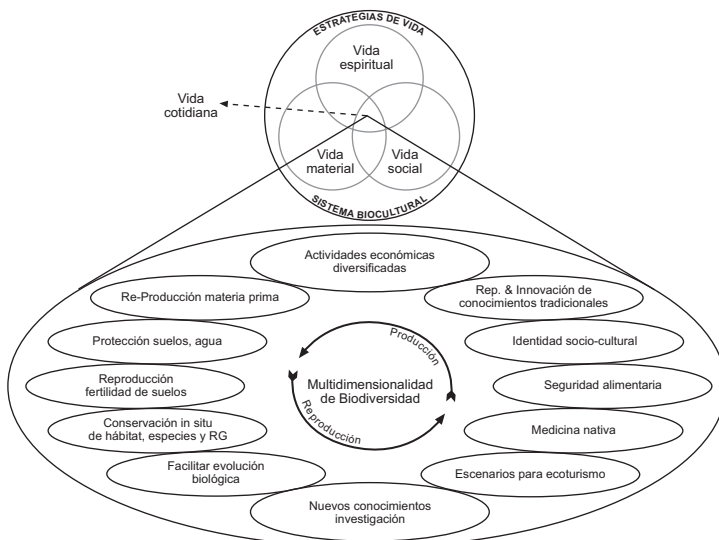 ESTRATEGIAS DE VIDA
Vida
espiritual
Vida
cotidiana
Vida
material
Vida
social
SISTEMA BIOCULTURAL
Actividades económicas
diversificadas
Re-Producción materia prima
Rep. & Innovación de
conocimientos tradicionales
Protección suelos, agua
Identidad socio-cultural
Producción
Multidimensionalidad
de Biodiversidad
Reproducción
Reproducción
fertilidad de suelos
Seguridad alimentaria
Conservación in situ
de hábitat, especies y RG
Medicina nativa
Facilitar evolución
biológica
Escenarios para ecoturismo
Nuevos conocimientos
investigación